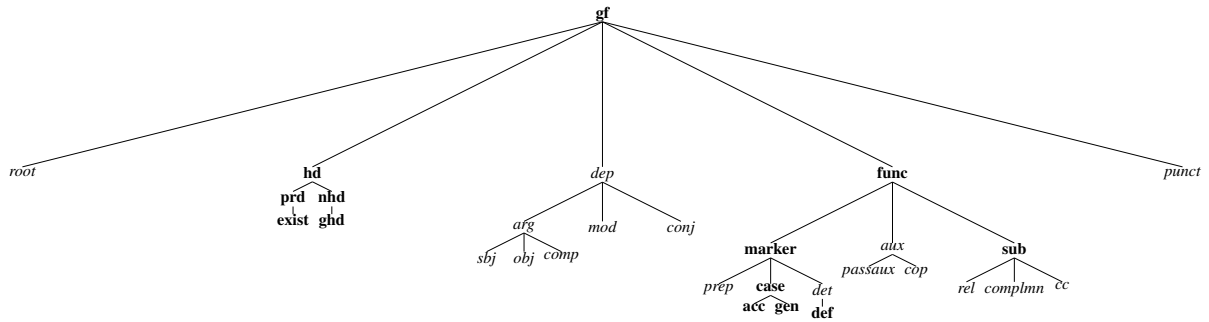 gf
root hd dep func punct
prd nhd
exist ghd
arg mod conj
sbj obj comp
marker aux sub
prep case det passaux cop rel complmn cc
acc gen def